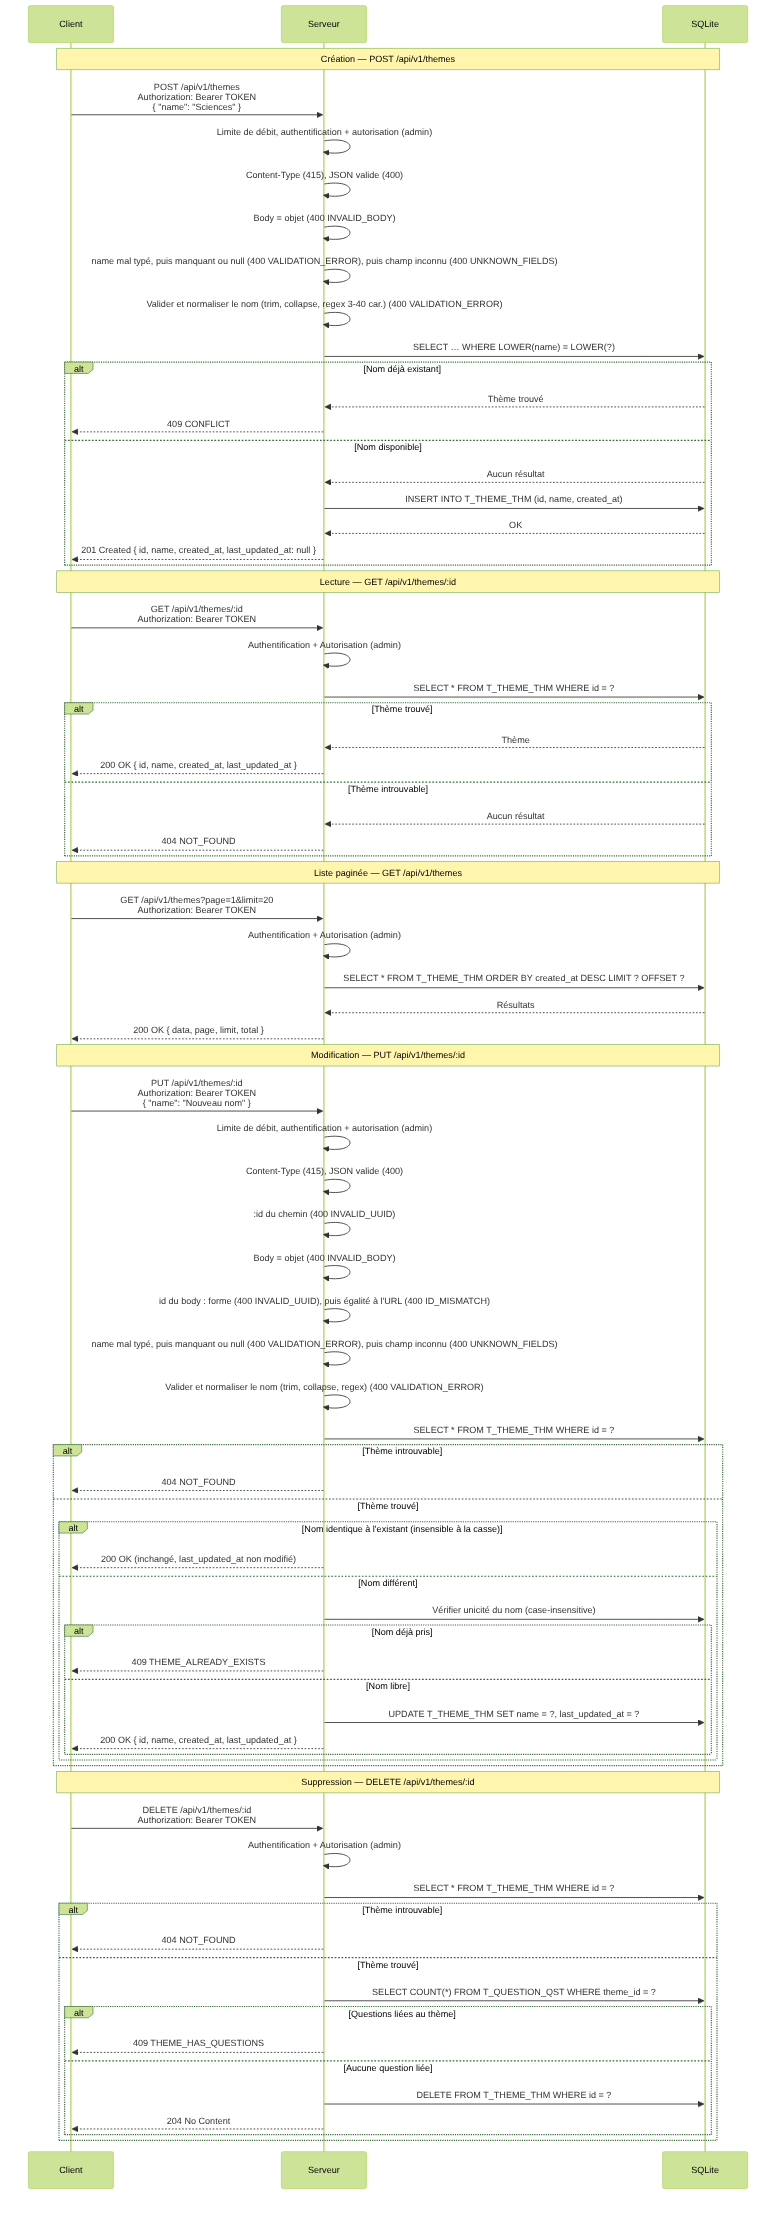 Client
Serveur
SQLite
Création — POST /api/v1/themes
POST /api/v1/themes
Authorization: Bearer TOKEN
{ "name": "Sciences" }
Limite de débit, authentification + autorisation (admin)
Content-Type (415), JSON valide (400)
Body = objet (400 INVALID_BODY)
name mal typé, puis manquant ou null (400 VALIDATION_ERROR), puis champ inconnu (400 UNKNOWN_FIELDS)
Valider et normaliser le nom (trim, collapse, regex 3-40 car.) (400 VALIDATION_ERROR)
SELECT … WHERE LOWER(name) = LOWER(?)
alt
[Nom déjà existant]
Thème trouvé
409 CONFLICT
[Nom disponible]
Aucun résultat
INSERT INTO T_THEME_THM (id, name, created_at)
OK
201 Created { id, name, created_at, last_updated_at: null }
Lecture — GET /api/v1/themes/:id
GET /api/v1/themes/:id
Authorization: Bearer TOKEN
Authentification + Autorisation (admin)
SELECT * FROM T_THEME_THM WHERE id = ?
alt
[Thème trouvé]
Thème
200 OK { id, name, created_at, last_updated_at }
[Thème introuvable]
Aucun résultat
404 NOT_FOUND
Liste paginée — GET /api/v1/themes
GET /api/v1/themes?page=1&limit=20
Authorization: Bearer TOKEN
Authentification + Autorisation (admin)
SELECT * FROM T_THEME_THM ORDER BY created_at DESC LIMIT ? OFFSET ?
Résultats
200 OK { data, page, limit, total }
Modification — PUT /api/v1/themes/:id
PUT /api/v1/themes/:id
Authorization: Bearer TOKEN
{ "name": "Nouveau nom" }
Limite de débit, authentification + autorisation (admin)
Content-Type (415), JSON valide (400)
:id du chemin (400 INVALID_UUID)
Body = objet (400 INVALID_BODY)
id du body : forme (400 INVALID_UUID), puis égalité à l'URL (400 ID_MISMATCH)
name mal typé, puis manquant ou null (400 VALIDATION_ERROR), puis champ inconnu (400 UNKNOWN_FIELDS)
Valider et normaliser le nom (trim, collapse, regex) (400 VALIDATION_ERROR)
SELECT * FROM T_THEME_THM WHERE id = ?
alt
[Thème introuvable]
404 NOT_FOUND
[Thème trouvé]
alt
[Nom identique à l'existant (insensible à la casse)]
200 OK (inchangé, last_updated_at non modifié)
[Nom différent]
Vérifier unicité du nom (case-insensitive)
alt
[Nom déjà pris]
409 THEME_ALREADY_EXISTS
[Nom libre]
UPDATE T_THEME_THM SET name = ?, last_updated_at = ?
200 OK { id, name, created_at, last_updated_at }
Suppression — DELETE /api/v1/themes/:id
DELETE /api/v1/themes/:id
Authorization: Bearer TOKEN
Authentification + Autorisation (admin)
SELECT * FROM T_THEME_THM WHERE id = ?
alt
[Thème introuvable]
404 NOT_FOUND
[Thème trouvé]
SELECT COUNT(*) FROM T_QUESTION_QST WHERE theme_id = ?
alt
[Questions liées au thème]
409 THEME_HAS_QUESTIONS
[Aucune question liée]
DELETE FROM T_THEME_THM WHERE id = ?
204 No Content
Client
Serveur
SQLite